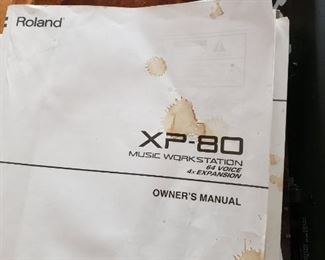 Roland
XP-80
MUSIC WORKSTATION
64 VOICE
4x EXPANSION
OWNER'S MANUAL